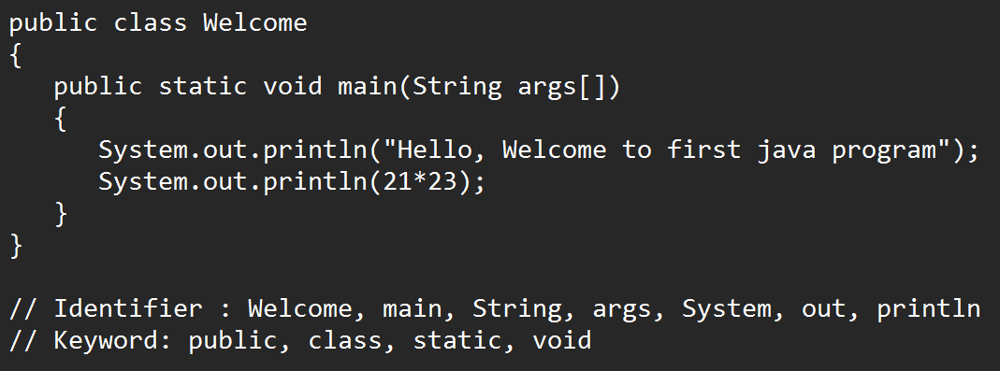 public class Welcome
{
   public static void main(String args[])
   {
      System.out.println("Hello, Welcome to first java program");
      System.out.println(21*23);
   }
}

// Identifier : Welcome, main, String, args, System, out, println
// Keyword: public, class, static, void